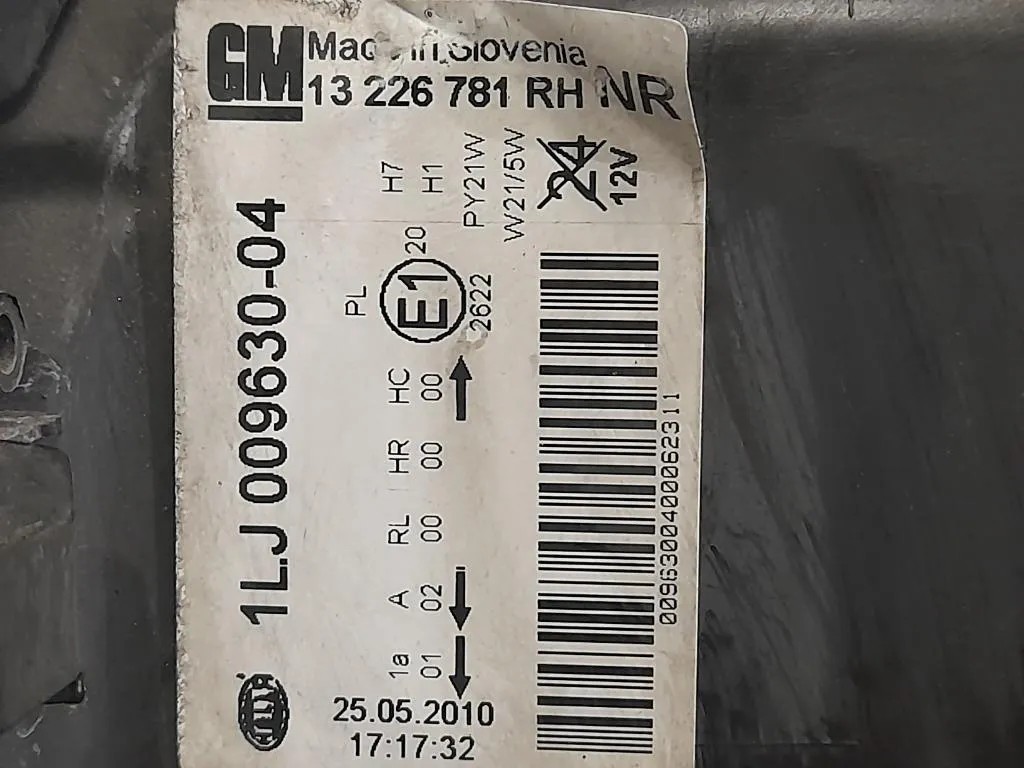 GM Made in Slovenia
13 226 781 RH NR
1LJ 009630-04
HELLA
PL
H7
H1
PY21W
W21/5W
24
12V
E1
20
2622
1a A RL HR HC
01 02 00 00 00
00963004000062311
25.05.2010
17:17:32